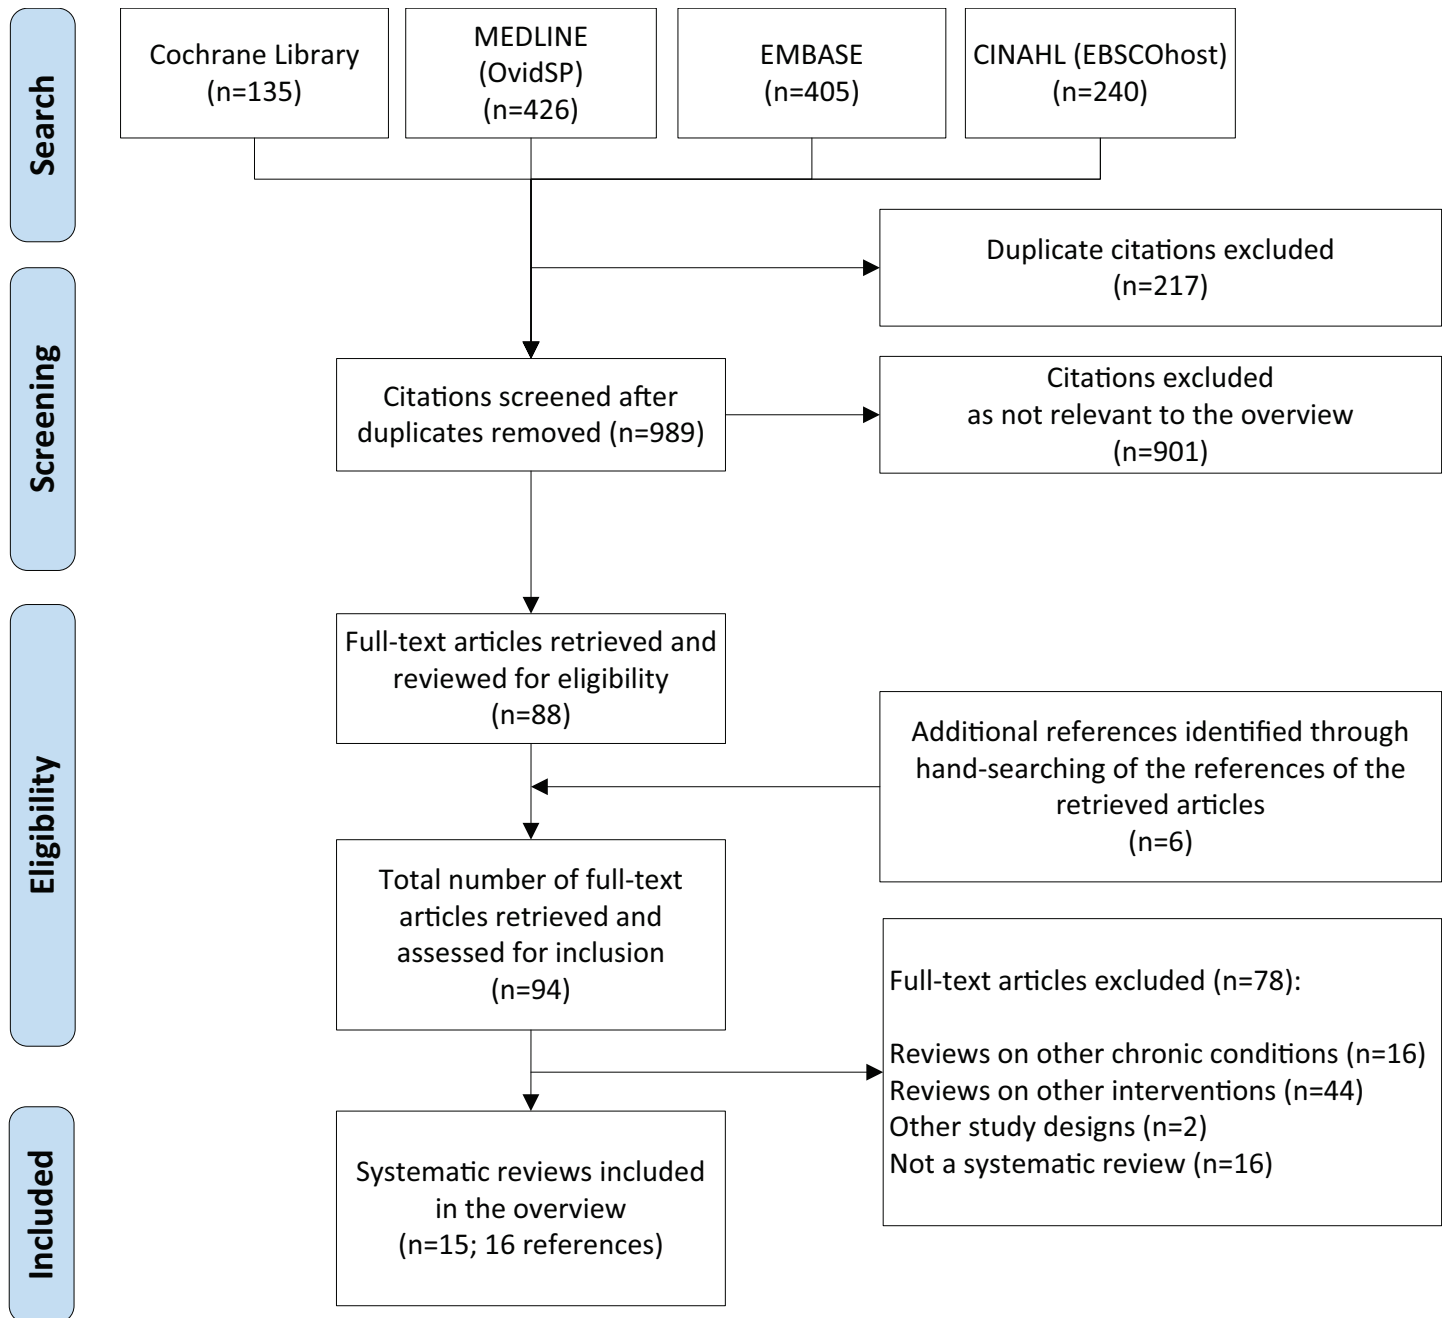 Search
Cochrane Library
(n=135)
MEDLINE
(OvidSP)
(n=426)
EMBASE
(n=405)
CINAHL (EBSCOhost)
(n=240)
Duplicate citations excluded
(n=217)
Screening
Citations screened after
duplicates removed (n=989)
Citations excluded
as not relevant to the overview
(n=901)
Eligibility
Full-text articles retrieved and
reviewed for eligibility
(n=88)
Additional references identified through
hand-searching of the references of the
retrieved articles
(n=6)
Total number of full-text
articles retrieved and
assessed for inclusion
(n=94)
Full-text articles excluded (n=78):
Reviews on other chronic conditions (n=16)
Reviews on other interventions (n=44)
Other study designs (n=2)
Not a systematic review (n=16)
Included
Systematic reviews included
in the overview
(n=15; 16 references)